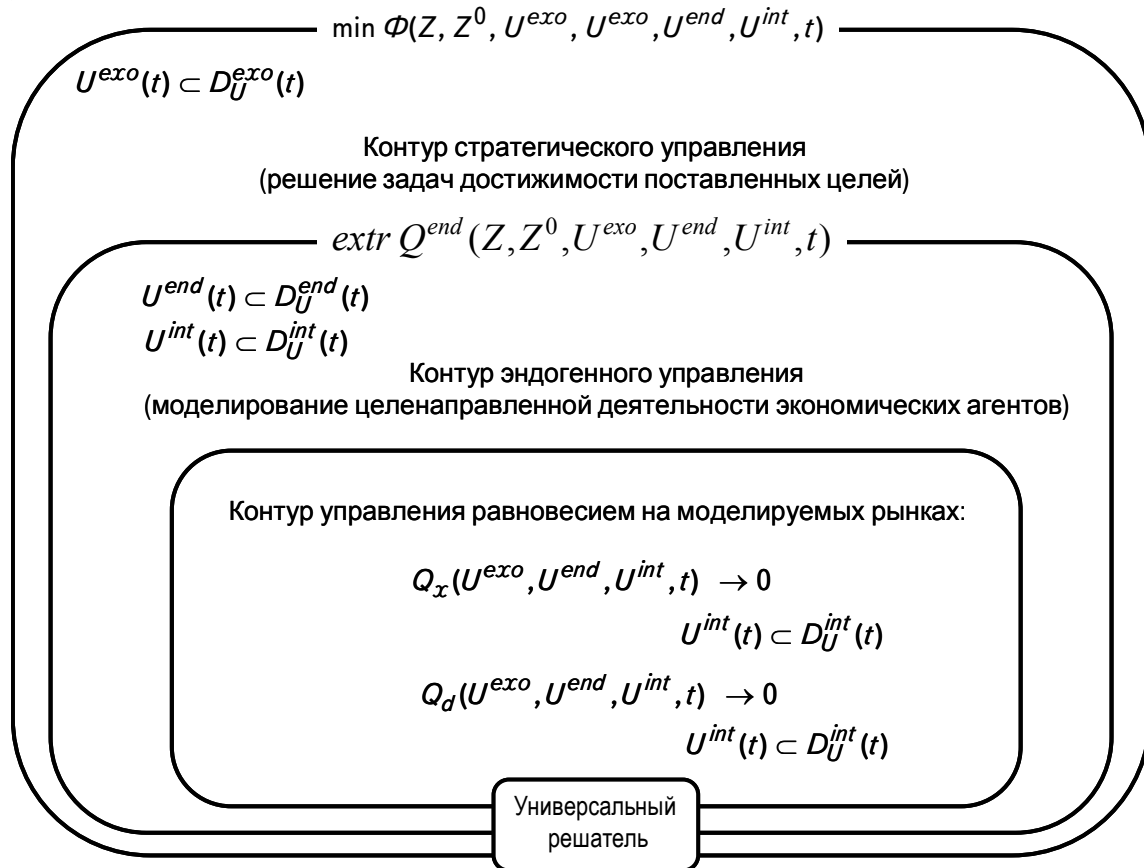 min Φ(Z, Z⁰, U^{exo}, U^{exo}, U^{end}, U^{int}, t)
U^{exo}(t) ⊂ D_U^{exo}(t)
Контур стратегического управления
(решение задач достижимости поставленных целей)
extr Q^{end}(Z, Z⁰, U^{exo}, U^{end}, U^{int}, t)
U^{end}(t) ⊂ D_U^{end}(t)
U^{int}(t) ⊂ D_U^{int}(t)
Контур эндогенного управления
(моделирование целенаправленной деятельности экономических агентов)
Контур управления равновесием на моделируемых рынках:
Q_x(U^{exo}, U^{end}, U^{int}, t) → 0
U^{int}(t) ⊂ D_U^{int}(t)
Q_d(U^{exo}, U^{end}, U^{int}, t) → 0
U^{int}(t) ⊂ D_U^{int}(t)
Универсальный
решатель